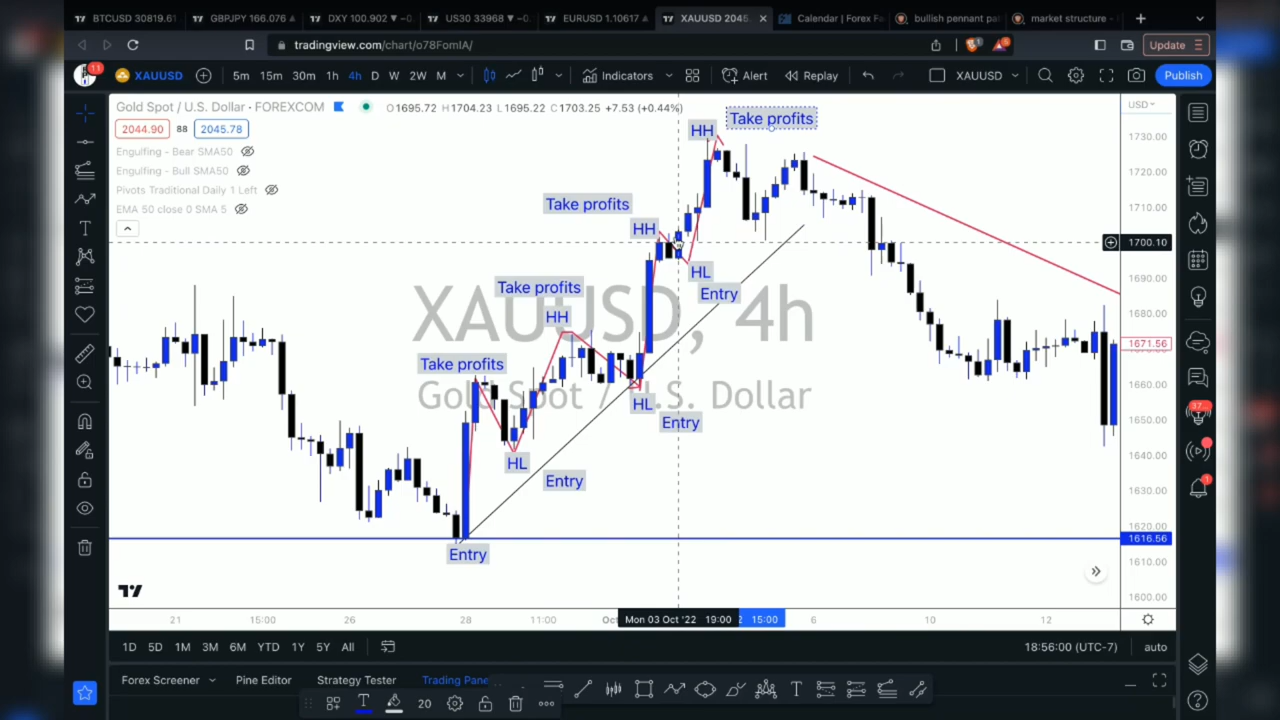 BTCUSD 30819.61
GBPJPY 166.076
DXY 100.902
US30 33968
EURUSD 1.10617
XAUUSD 2045
Calendar | Forex Fa
bullish pennant pa
market structure -
tradingview.com/chart/o78FomIA/
Update
11
XAUUSD
5m 15m 30m 1h 4h D W 2W M
Indicators
Alert
Replay
XAUUSD
Publish
Gold Spot / U.S. Dollar · FOREXCOM
O1695.72 H1704.23 L1695.22 C1703.25 +7.53 (+0.44%)
USD
2044.90 88 2045.78
Engulfing - Bear SMA50
Engulfing - Bull SMA50
Pivots Traditional Daily 1 Left
EMA 50 close 0 SMA 5
XAUUSD, 4h
Gold Spot / U.S. Dollar
Take profits
HH
Take profits
HH
HL
Entry
Take profits
HH
Take profits
HL
Entry
HL
Entry
Entry
1730.00
1720.00
1710.00
1700.10
1690.00
1680.00
1671.56
1660.00
1650.00
1640.00
1630.00
1620.00
1616.56
1610.00
1600.00
21 15:00 26 28 11:00 Oct Mon 03 Oct '22 19:00 2 15:00 6 10 12
1D 5D 1M 3M 6M YTD 1Y 5Y All
18:56:00 (UTC-7) auto
Forex Screener Pine Editor Strategy Tester Trading Pane
20
37
1